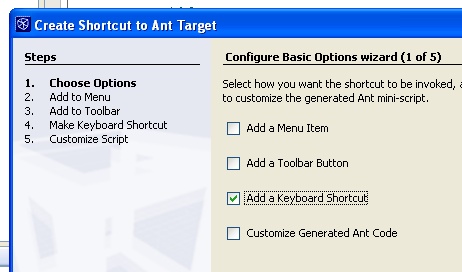 Create Shortcut to Ant Target
Steps
1. Choose Options
2. Add to Menu
3. Add to Toolbar
4. Make Keyboard Shortcut
5. Customize Script
Configure Basic Options wizard (1 of 5)
Select how you want the shortcut to be invoked,
to customize the generated Ant mini-script.
Add a Menu Item
Add a Toolbar Button
Add a Keyboard Shortcut
Customize Generated Ant Code